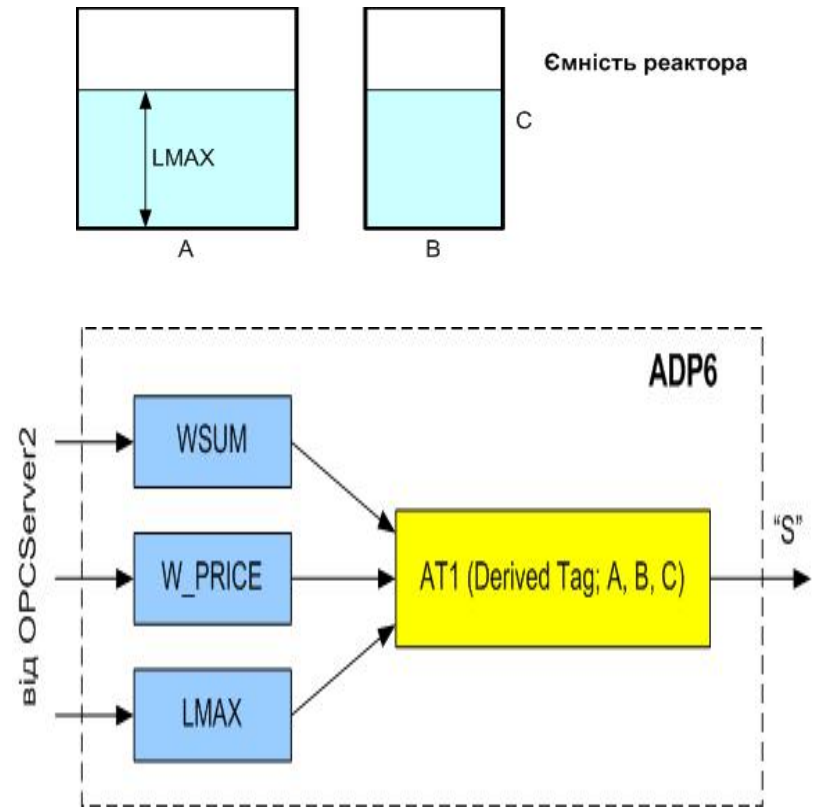 Ємність реактора
LMAX
C
A
B
ADP6
від OPCServer2
WSUM
W_PRICE
LMAX
AT1 (Derived Tag; A, B, C)
“S”